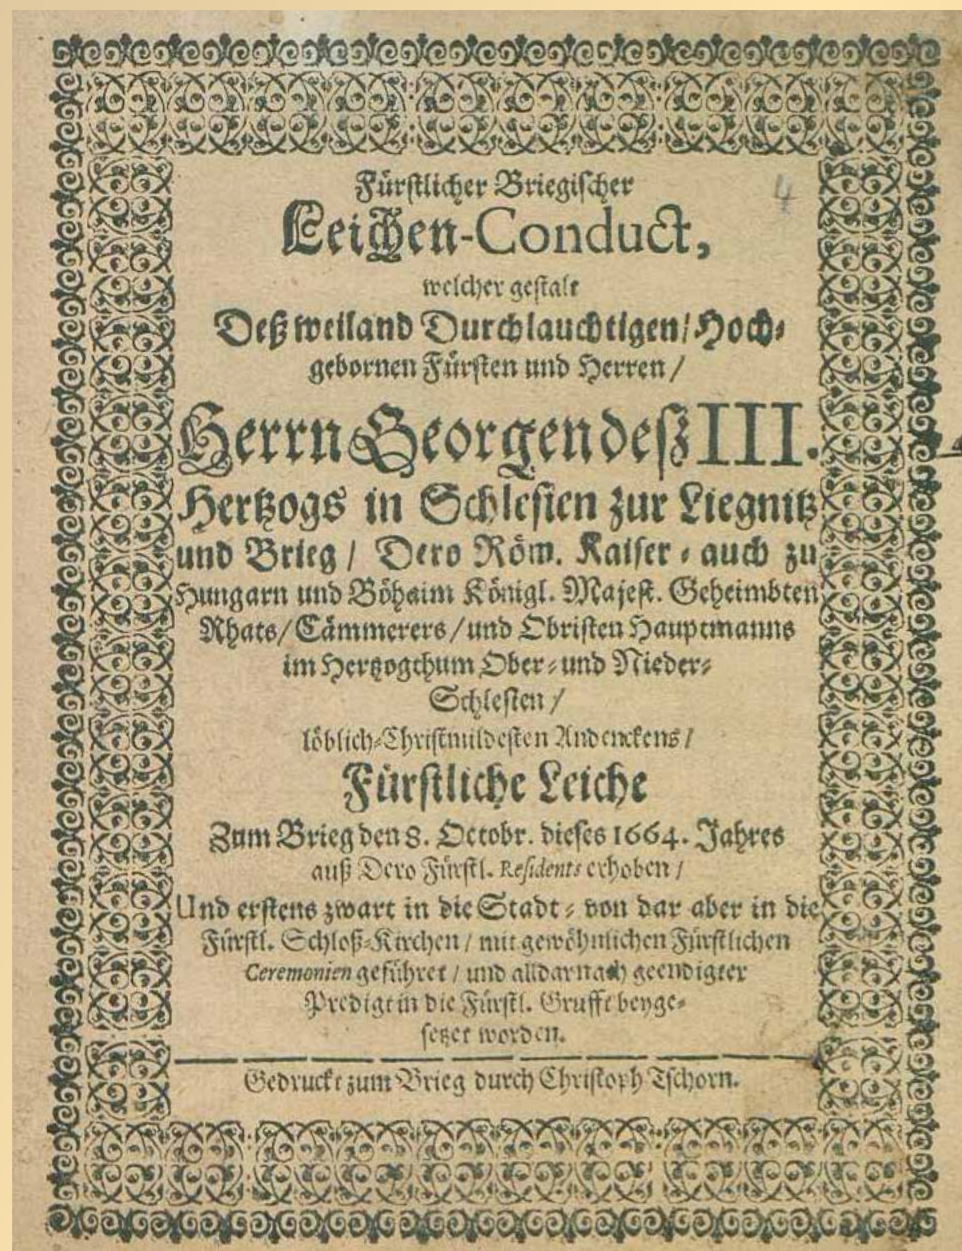 Fürstlicher Briegischer
4
Leichen-Conduct,
welcher gestalt
Deß weiland Durchlauchtigen/Hoch-
gebornen Fürsten und Herren/
Herrn Georgen deß III.
Hertzogs in Schlesien zur Liegnitz
und Brieg/ Dero Röm. Kaiser- auch zu
Hungarn und Böhaim Königl. Majest. Geheimbten
Rhats/Cämmerers/und Obristen Hauptmanns
im Hertzogthum Ober-und Nieder-
Schlesien/
löblich-Christmildesten Andenckens/
Fürstliche Leiche
Zum Brieg den 8. Octobr. dieses 1664. Jahres
auß Dero Fürstl. Residents erhoben/
Und erstens zwart in die Stadt- von dar aber in die
Fürstl. Schloß-Kirchen/ mit gewöhnlichen Fürstlichen
Ceremonien geführet/ und alldar nach geendigter
Predigt in die Fürstl. Grufft beyge-
setzet worden.
Gedruckt zum Brieg durch Christoph Tschorn.